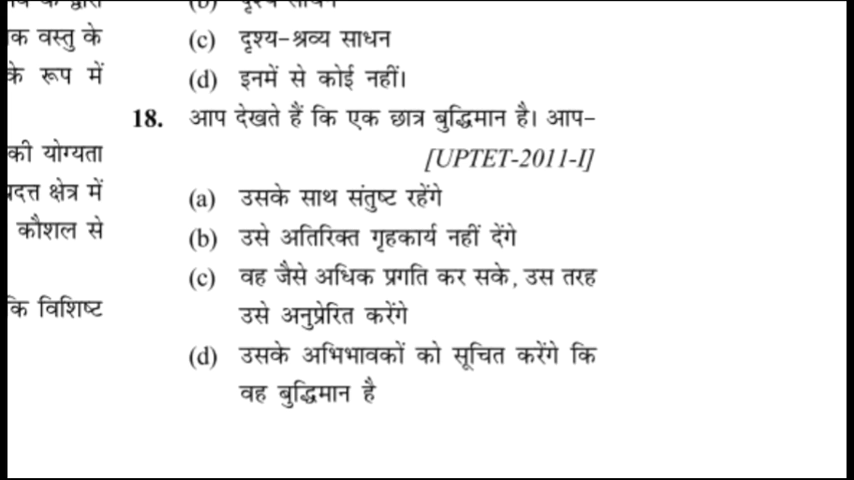 क वस्तु के
के रूप में
की योग्यता
प्रदत्त क्षेत्र में
कौशल से
कि विशिष्ट
(c) दृश्य-श्रव्य साधन
(d) इनमें से कोई नहीं।
18. आप देखते हैं कि एक छात्र बुद्धिमान है। आप-
[UPTET-2011-I]
(a) उसके साथ संतुष्ट रहेंगे
(b) उसे अतिरिक्त गृहकार्य नहीं देंगे
(c) वह जैसे अधिक प्रगति कर सके, उस तरह
उसे अनुप्रेरित करेंगे
(d) उसके अभिभावकों को सूचित करेंगे कि
वह बुद्धिमान है